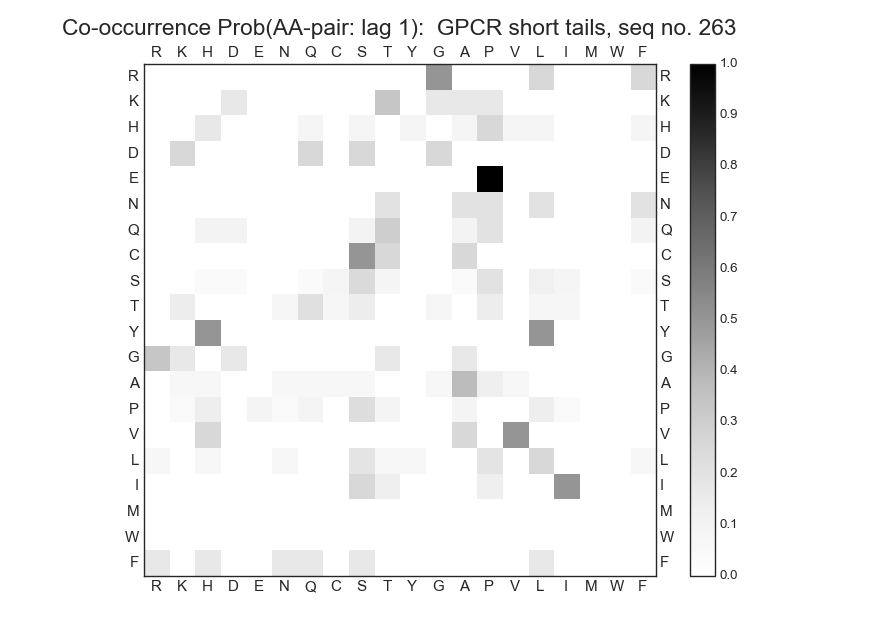 Co-occurrence Prob(AA-pair: lag 1):  GPCR short tails, seq no. 263
R K H D E N Q C S T Y G A P V L I M W F
R R 1.0
K K 0.9
H H
D D 0.8
E E
N N 0.7
Q Q
C C 0.6
S S
T T 0.5
Y Y
G G 0.4
A A
P P 0.3
V V
L L 0.2
I I
M M 0.1
W W
F F 0.0
R K H D E N Q C S T Y G A P V L I M W F